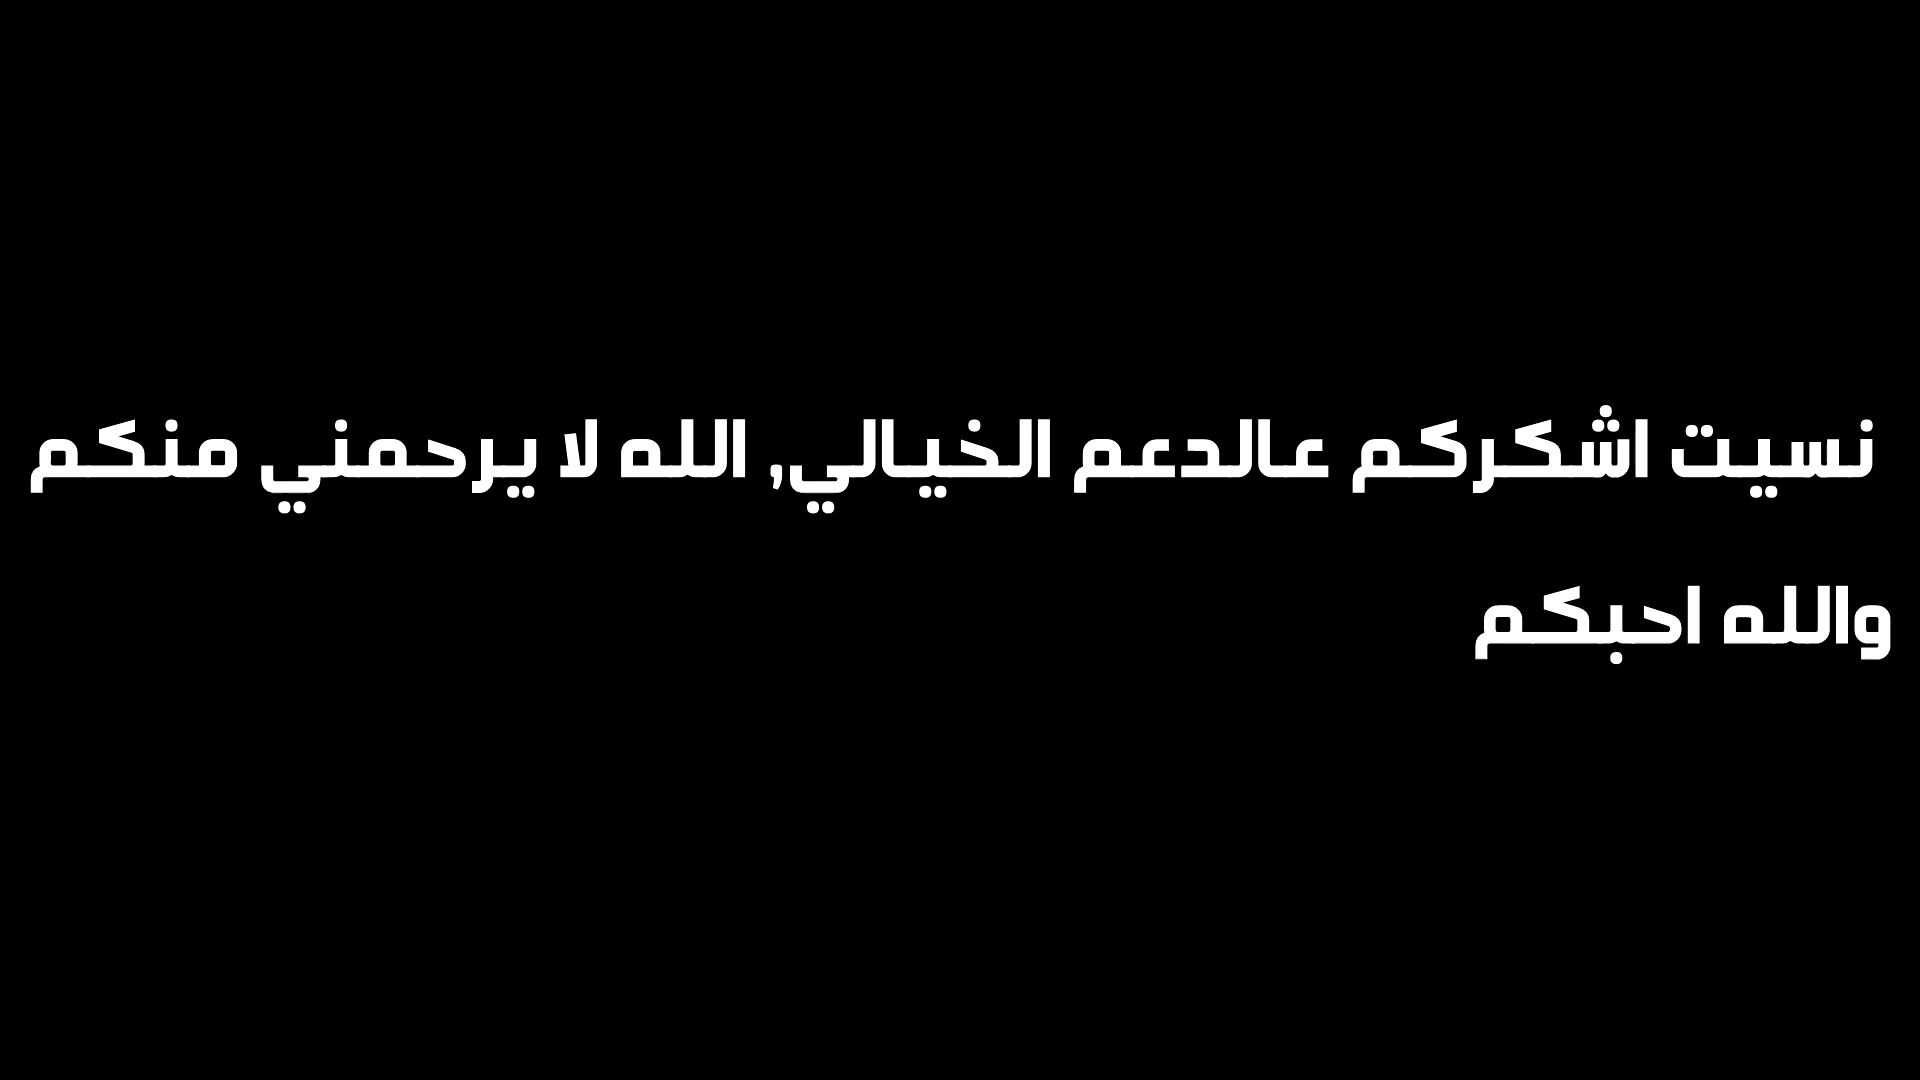 نسيت اشكركم عالدعم الخيالي, الله لا يرحمني منكم
والله احبكم